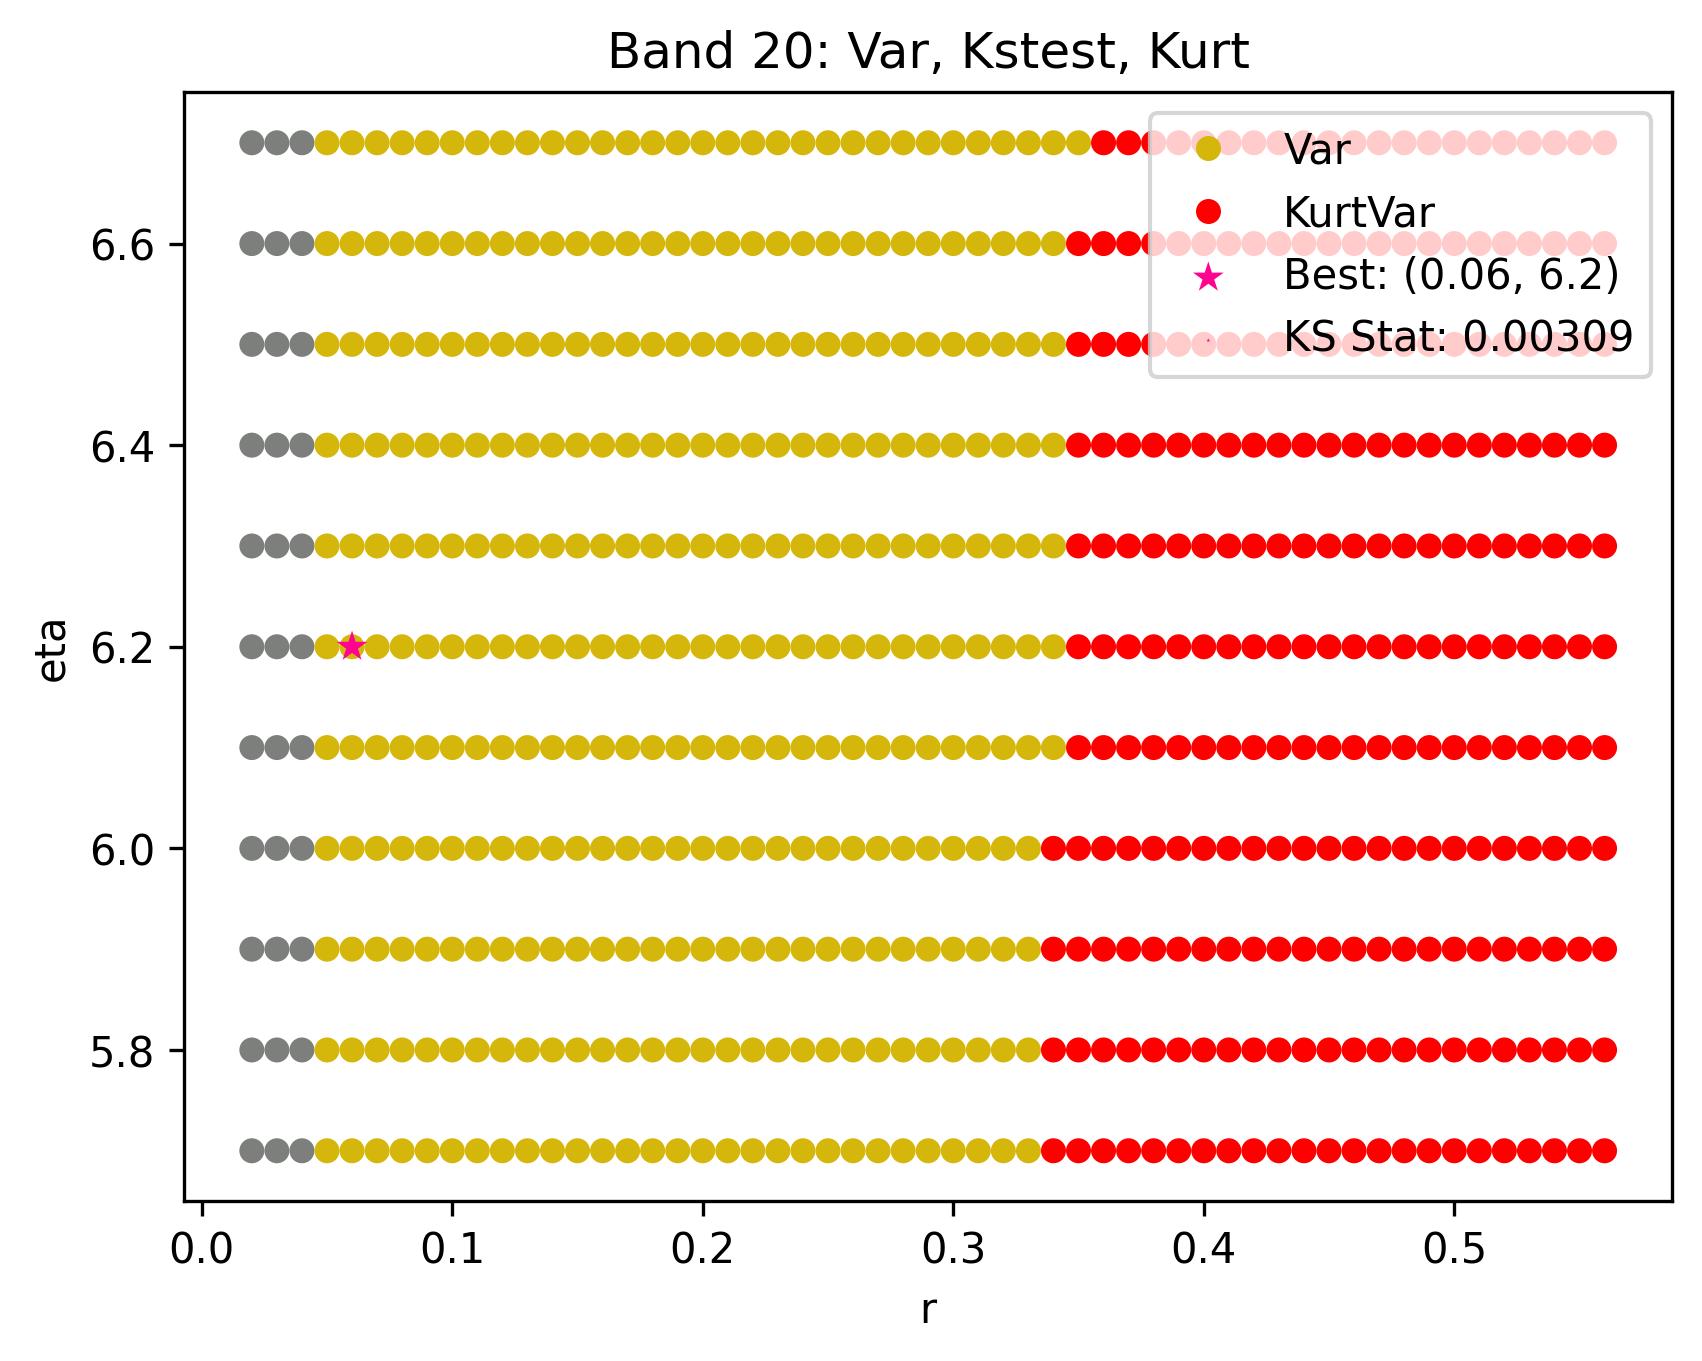 Band 20: Var, Kstest, Kurt
Var
KurtVar
Best: (0.06, 6.2)
KS Stat: 0.00309
6.6
6.4
6.2
6.0
5.8
eta
0.0 0.1 0.2 0.3 0.4 0.5
r